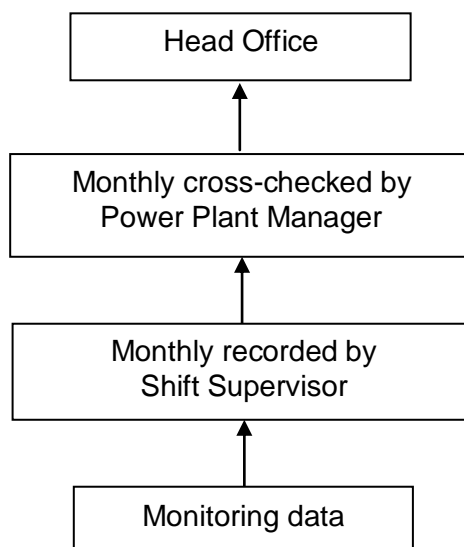 Head Office
Monthly cross-checked by
Power Plant Manager
Monthly recorded by
Shift Supervisor
Monitoring data